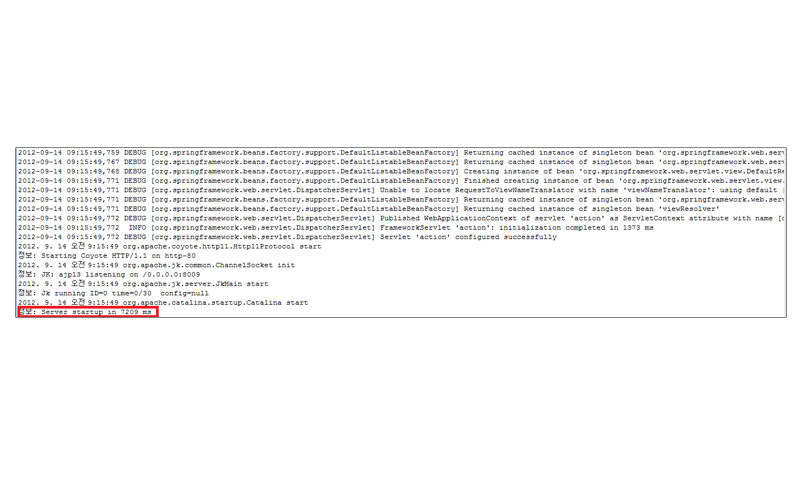 2012-09-14 09:15:49,759 DEBUG [org.springframework.beans.factory.support.DefaultListableBeanFactory] Returning cached instance of singleton bean 'org.springframework.web.serv
2012-09-14 09:15:49,767 DEBUG [org.springframework.beans.factory.support.DefaultListableBeanFactory] Returning cached instance of singleton bean 'org.springframework.web.serv
2012-09-14 09:15:49,768 DEBUG [org.springframework.beans.factory.support.DefaultListableBeanFactory] Creating instance of bean 'org.springframework.web.servlet.view.DefaultRe
2012-09-14 09:15:49,771 DEBUG [org.springframework.beans.factory.support.DefaultListableBeanFactory] Finished creating instance of bean 'org.springframework.web.servlet.view.
2012-09-14 09:15:49,771 DEBUG [org.springframework.web.servlet.DispatcherServlet] Unable to locate RequestToViewNameTranslator with name 'viewNameTranslator': using default [
2012-09-14 09:15:49,771 DEBUG [org.springframework.beans.factory.support.DefaultListableBeanFactory] Returning cached instance of singleton bean 'org.springframework.web.serv
2012-09-14 09:15:49,771 DEBUG [org.springframework.beans.factory.support.DefaultListableBeanFactory] Returning cached instance of singleton bean 'viewResolver'
2012-09-14 09:15:49,772 DEBUG [org.springframework.web.servlet.DispatcherServlet] Published WebApplicationContext of servlet 'action' as ServletContext attribute with name [o
2012-09-14 09:15:49,772  INFO [org.springframework.web.servlet.DispatcherServlet] FrameworkServlet 'action': initialization completed in 1373 ms
2012-09-14 09:15:49,772 DEBUG [org.springframework.web.servlet.DispatcherServlet] Servlet 'action' configured successfully
2012. 9. 14 오전 9:15:49 org.apache.coyote.http11.Http11Protocol start
정보: Starting Coyote HTTP/1.1 on http-80
2012. 9. 14 오전 9:15:49 org.apache.jk.common.ChannelSocket init
정보: JK: ajp13 listening on /0.0.0.0:8009
2012. 9. 14 오전 9:15:49 org.apache.jk.server.JkMain start
정보: Jk running ID=0 time=0/30  config=null
2012. 9. 14 오전 9:15:49 org.apache.catalina.startup.Catalina start
정보: Server startup in 7209 ms